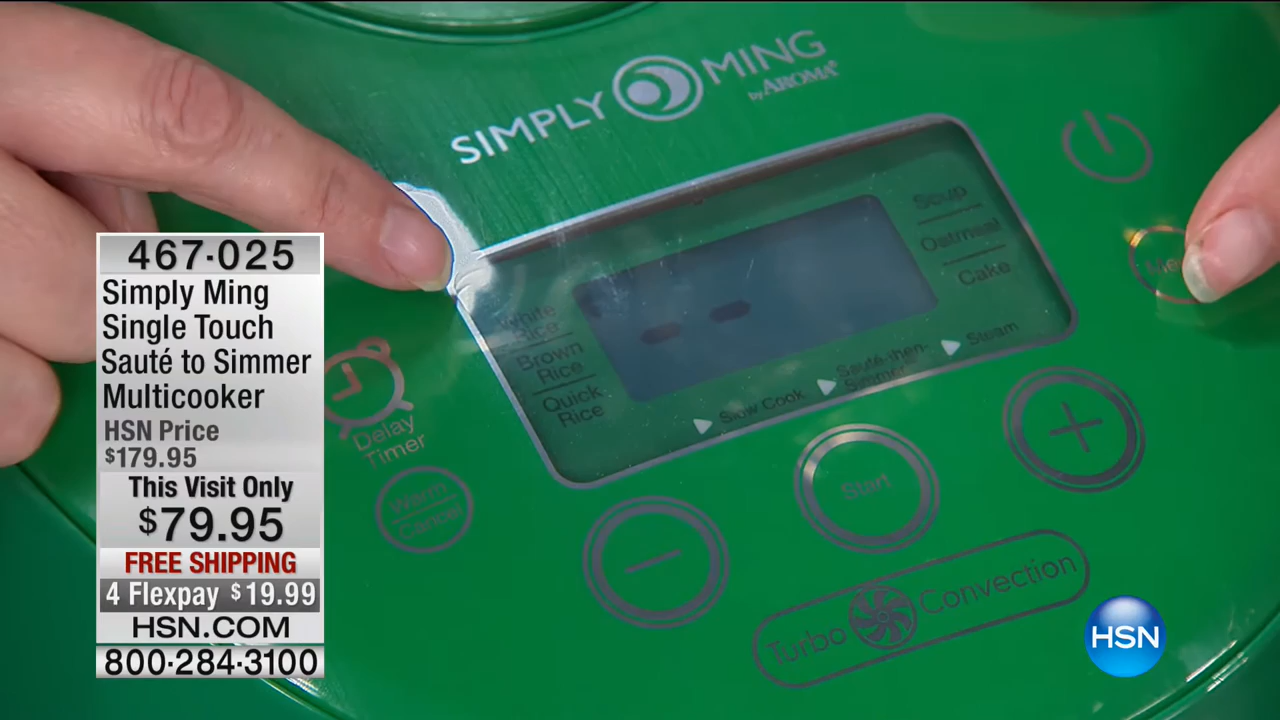 467·025
Simply Ming
Single Touch
Sauté to Simmer
Multicooker
HSN Price
$179.95
This Visit Only
$79.95
FREE SHIPPING
4 Flexpay $19.99
HSN.COM
800·284·3100
SIMPLY MING
by AROMA®
White
Rice
Brown
Rice
Quick
Rice
Soup
Oatmeal
Cake
Slow Cook
Sauté-then-
Simmer
Steam
Delay
Timer
Warm
Cancel
Start
Turbo Convection
HSN